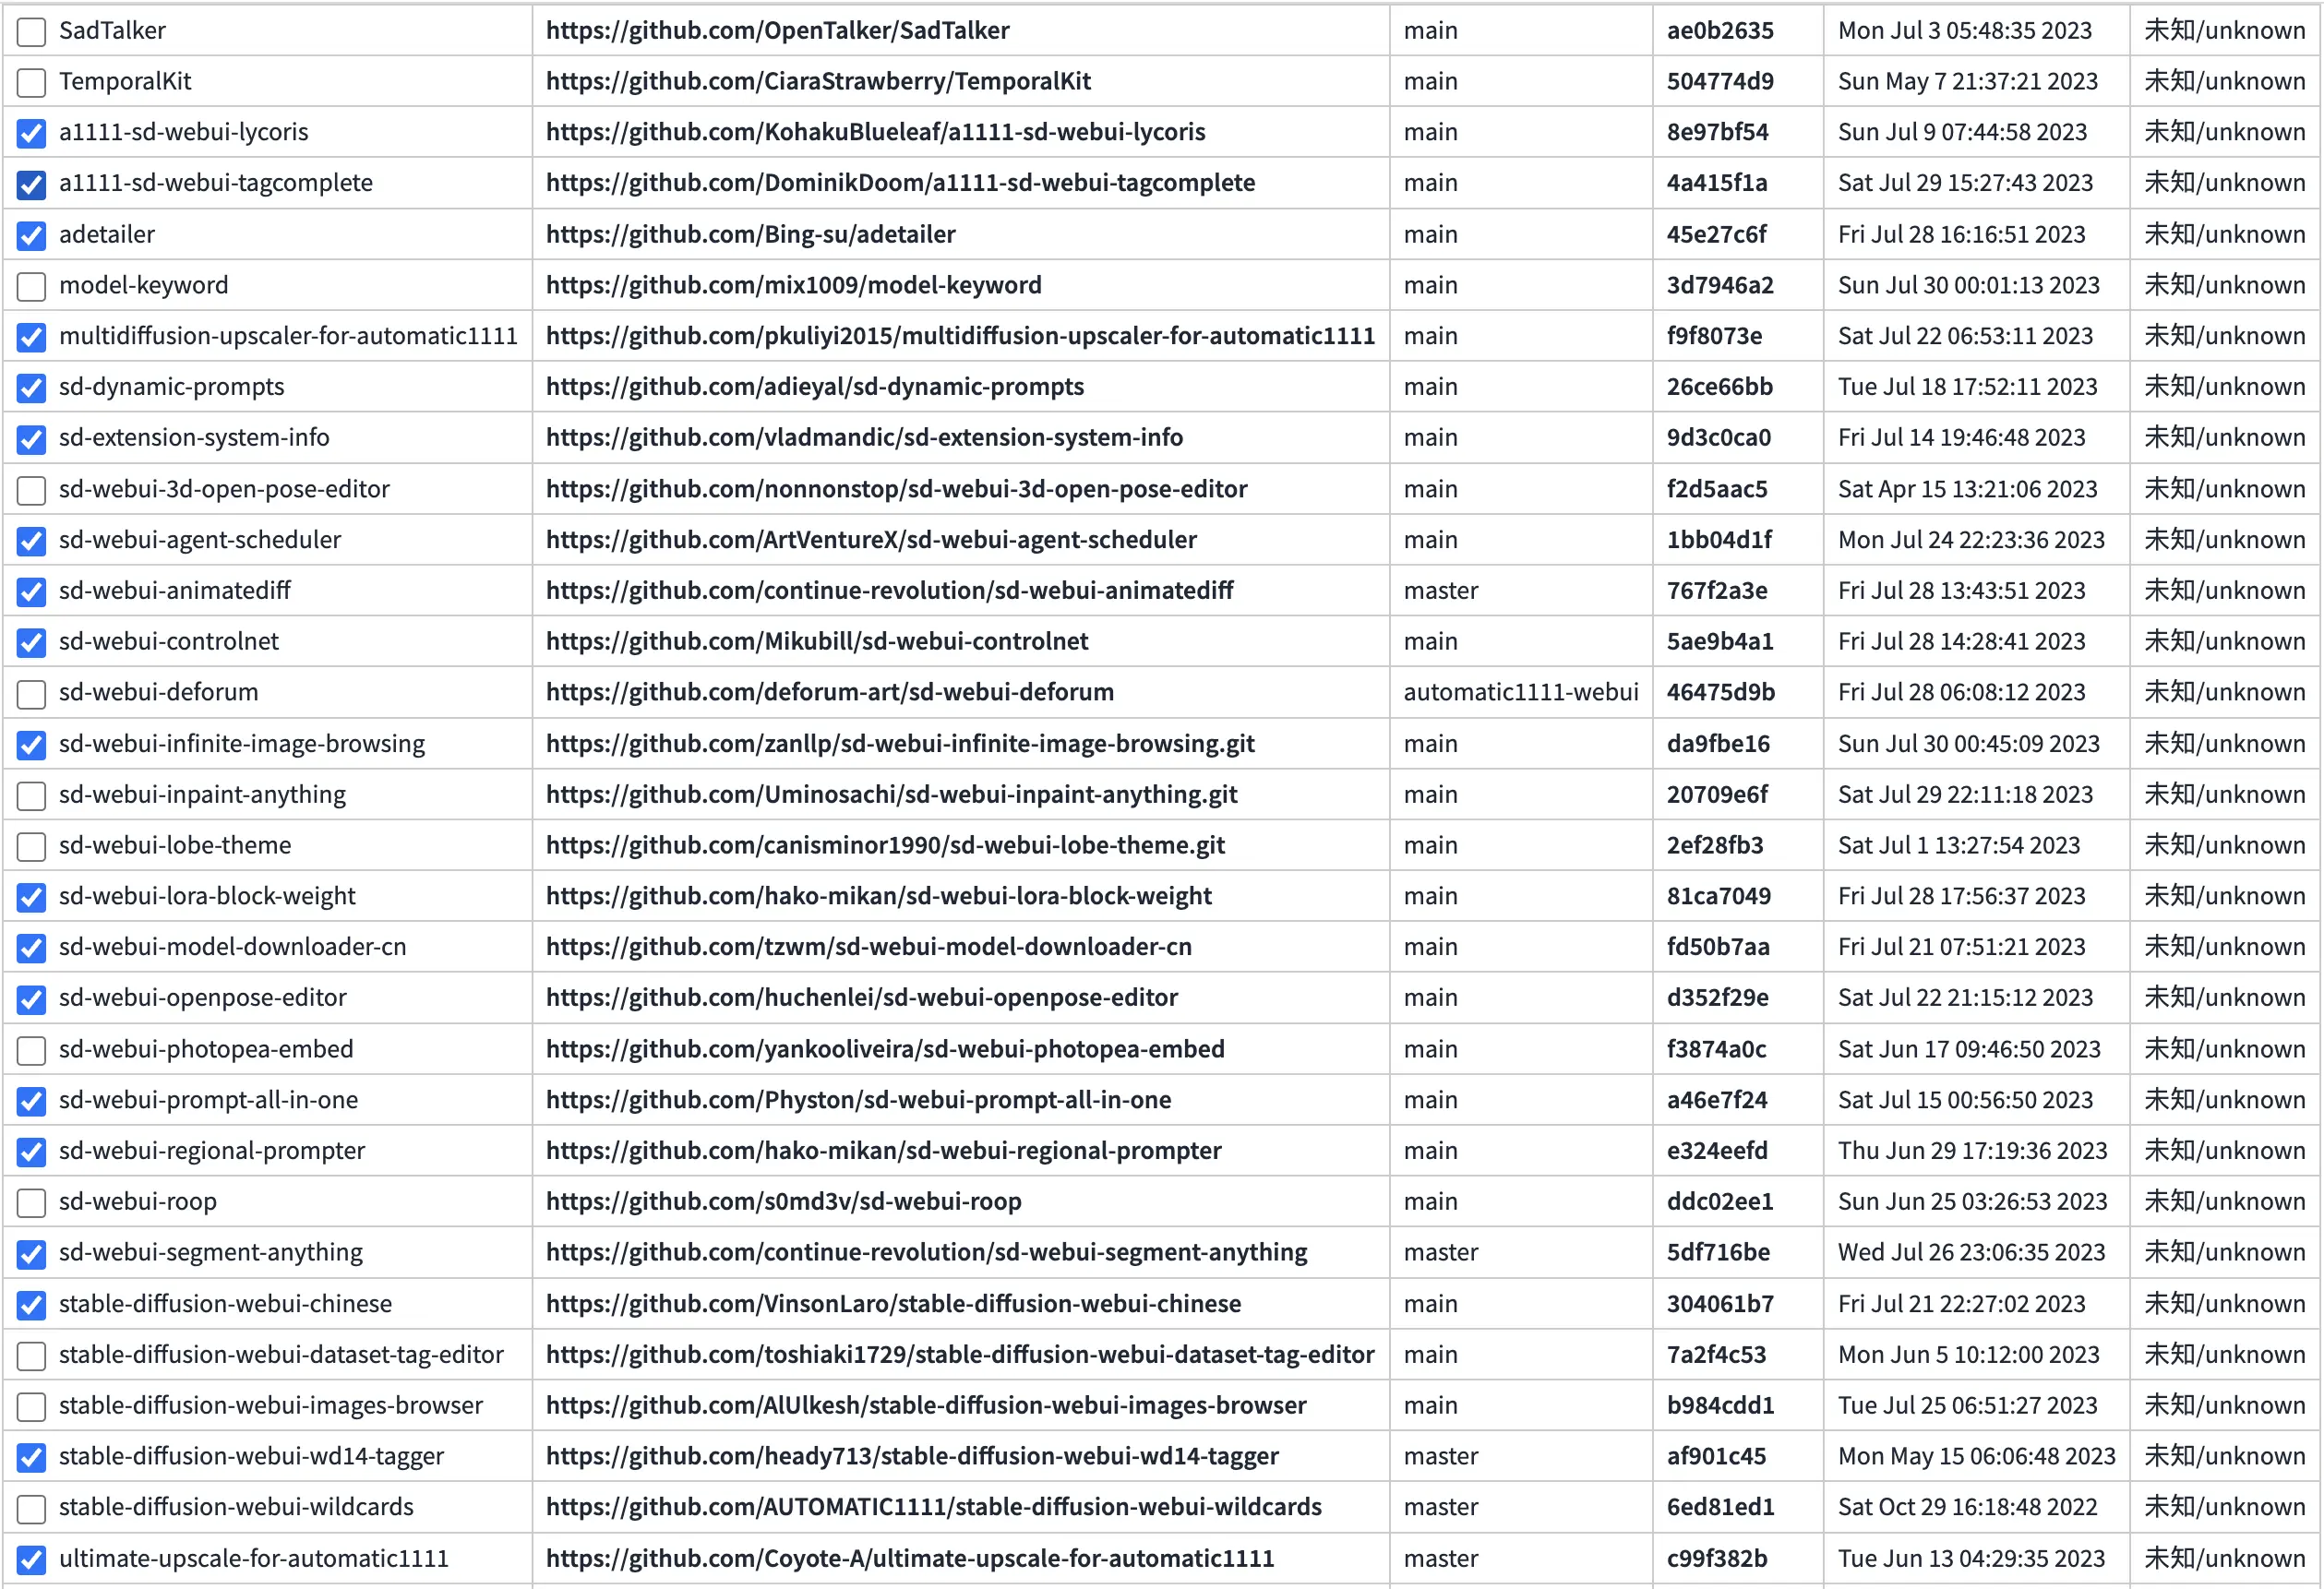 SadTalker https://github.com/OpenTalker/SadTalker main ae0b2635 Mon Jul 3 05:48:35 2023 未知/unknown
TemporalKit https://github.com/CiaraStrawberry/TemporalKit main 504774d9 Sun May 7 21:37:21 2023 未知/unknown
a1111-sd-webui-lycoris https://github.com/KohakuBlueleaf/a1111-sd-webui-lycoris main 8e97bf54 Sun Jul 9 07:44:58 2023 未知/unknown
a1111-sd-webui-tagcomplete https://github.com/DominikDoom/a1111-sd-webui-tagcomplete main 4a415f1a Sat Jul 29 15:27:43 2023 未知/unknown
adetailer https://github.com/Bing-su/adetailer main 45e27c6f Fri Jul 28 16:16:51 2023 未知/unknown
model-keyword https://github.com/mix1009/model-keyword main 3d7946a2 Sun Jul 30 00:01:13 2023 未知/unknown
multidiffusion-upscaler-for-automatic1111 https://github.com/pkuliyi2015/multidiffusion-upscaler-for-automatic1111 main f9f8073e Sat Jul 22 06:53:11 2023 未知/unknown
sd-dynamic-prompts https://github.com/adieyal/sd-dynamic-prompts main 26ce66bb Tue Jul 18 17:52:11 2023 未知/unknown
sd-extension-system-info https://github.com/vladmandic/sd-extension-system-info main 9d3c0ca0 Fri Jul 14 19:46:48 2023 未知/unknown
sd-webui-3d-open-pose-editor https://github.com/nonnonstop/sd-webui-3d-open-pose-editor main f2d5aac5 Sat Apr 15 13:21:06 2023 未知/unknown
sd-webui-agent-scheduler https://github.com/ArtVentureX/sd-webui-agent-scheduler main 1bb04d1f Mon Jul 24 22:23:36 2023 未知/unknown
sd-webui-animatediff https://github.com/continue-revolution/sd-webui-animatediff master 767f2a3e Fri Jul 28 13:43:51 2023 未知/unknown
sd-webui-controlnet https://github.com/Mikubill/sd-webui-controlnet main 5ae9b4a1 Fri Jul 28 14:28:41 2023 未知/unknown
sd-webui-deforum https://github.com/deforum-art/sd-webui-deforum automatic1111-webui 46475d9b Fri Jul 28 06:08:12 2023 未知/unknown
sd-webui-infinite-image-browsing https://github.com/zanllp/sd-webui-infinite-image-browsing.git main da9fbe16 Sun Jul 30 00:45:09 2023 未知/unknown
sd-webui-inpaint-anything https://github.com/Uminosachi/sd-webui-inpaint-anything.git main 20709e6f Sat Jul 29 22:11:18 2023 未知/unknown
sd-webui-lobe-theme https://github.com/canisminor1990/sd-webui-lobe-theme.git main 2ef28fb3 Sat Jul 1 13:27:54 2023 未知/unknown
sd-webui-lora-block-weight https://github.com/hako-mikan/sd-webui-lora-block-weight main 81ca7049 Fri Jul 28 17:56:37 2023 未知/unknown
sd-webui-model-downloader-cn https://github.com/tzwm/sd-webui-model-downloader-cn main fd50b7aa Fri Jul 21 07:51:21 2023 未知/unknown
sd-webui-openpose-editor https://github.com/huchenlei/sd-webui-openpose-editor main d352f29e Sat Jul 22 21:15:12 2023 未知/unknown
sd-webui-photopea-embed https://github.com/yankooliveira/sd-webui-photopea-embed main f3874a0c Sat Jun 17 09:46:50 2023 未知/unknown
sd-webui-prompt-all-in-one https://github.com/Physton/sd-webui-prompt-all-in-one main a46e7f24 Sat Jul 15 00:56:50 2023 未知/unknown
sd-webui-regional-prompter https://github.com/hako-mikan/sd-webui-regional-prompter main e324eefd Thu Jun 29 17:19:36 2023 未知/unknown
sd-webui-roop https://github.com/s0md3v/sd-webui-roop main ddc02ee1 Sun Jun 25 03:26:53 2023 未知/unknown
sd-webui-segment-anything https://github.com/continue-revolution/sd-webui-segment-anything master 5df716be Wed Jul 26 23:06:35 2023 未知/unknown
stable-diffusion-webui-chinese https://github.com/VinsonLaro/stable-diffusion-webui-chinese main 304061b7 Fri Jul 21 22:27:02 2023 未知/unknown
stable-diffusion-webui-dataset-tag-editor https://github.com/toshiaki1729/stable-diffusion-webui-dataset-tag-editor main 7a2f4c53 Mon Jun 5 10:12:00 2023 未知/unknown
stable-diffusion-webui-images-browser https://github.com/AlUlkesh/stable-diffusion-webui-images-browser main b984cdd1 Tue Jul 25 06:51:27 2023 未知/unknown
stable-diffusion-webui-wd14-tagger https://github.com/heady713/stable-diffusion-webui-wd14-tagger master af901c45 Mon May 15 06:06:48 2023 未知/unknown
stable-diffusion-webui-wildcards https://github.com/AUTOMATIC1111/stable-diffusion-webui-wildcards master 6ed81ed1 Sat Oct 29 16:18:48 2022 未知/unknown
ultimate-upscale-for-automatic1111 https://github.com/Coyote-A/ultimate-upscale-for-automatic1111 master c99f382b Tue Jun 13 04:29:35 2023 未知/unknown